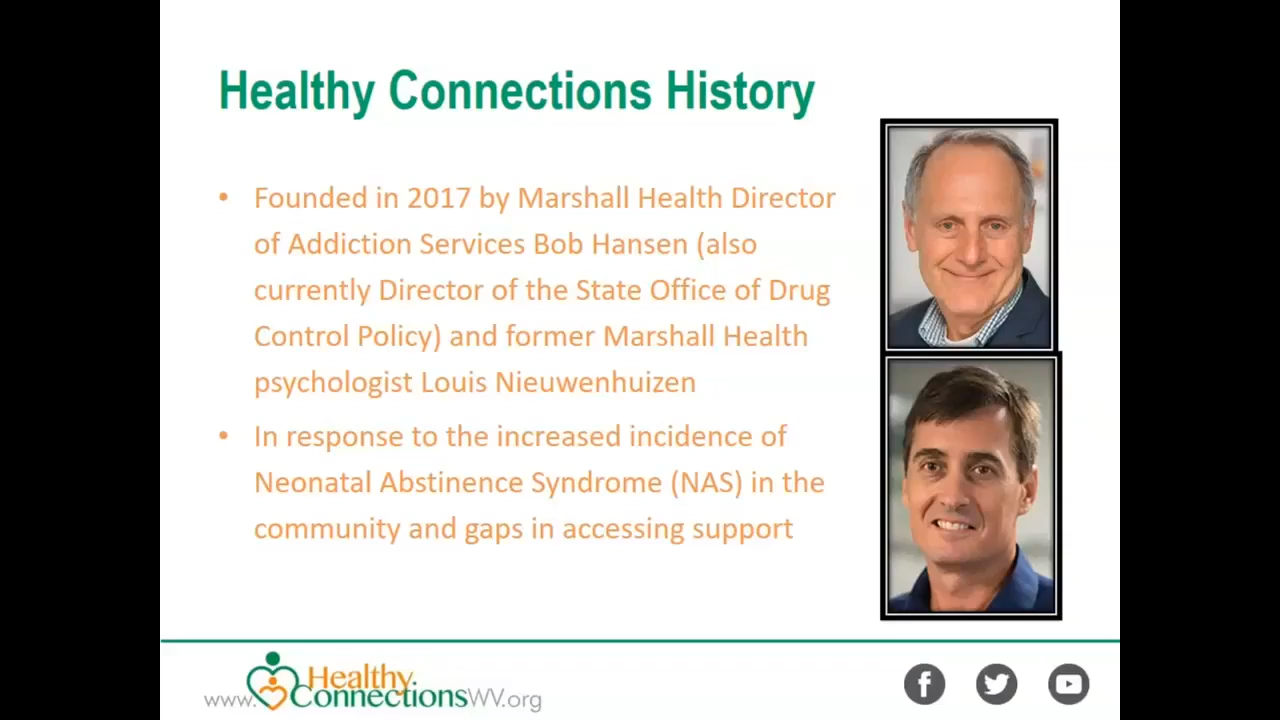 Healthy Connections History
• Founded in 2017 by Marshall Health Director
of Addiction Services Bob Hansen (also
currently Director of the State Office of Drug
Control Policy) and former Marshall Health
psychologist Louis Nieuwenhuizen
• In response to the increased incidence of
Neonatal Abstinence Syndrome (NAS) in the
community and gaps in accessing support
www.Healthy
ConnectionsWV.org